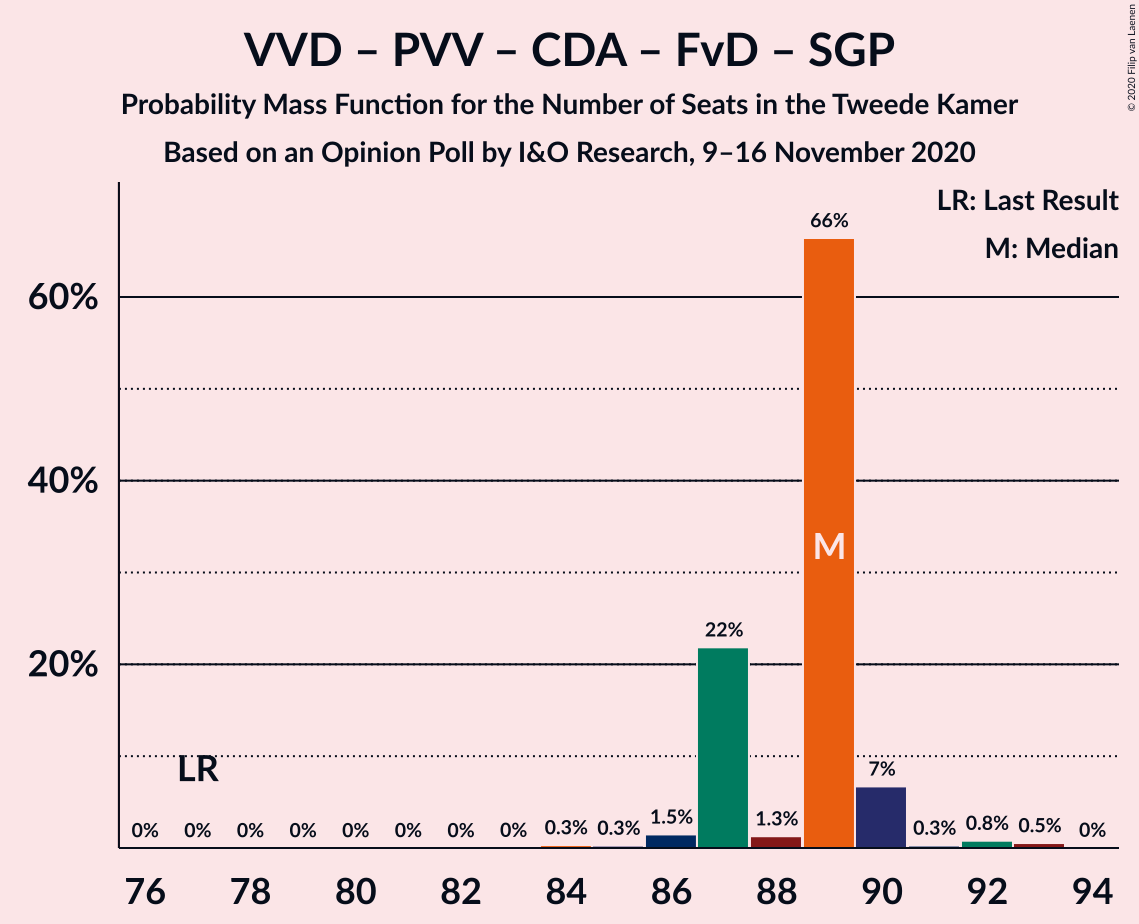 VVD – PVV – CDA – FvD – SGP
Probability Mass Function for the Number of Seats in the Tweede Kamer
Based on an Opinion Poll by I&O Research, 9–16 November 2020
© 2020 Filip van Laenen
LR: Last Result
M: Median
60%
40%
20%
LR
M
0%
0%
0%
0%
0%
0%
0%
0%
0.3%
0.3%
1.5%
22%
1.3%
66%
7%
0.3%
0.8%
0.5%
0%
76 78 80 82 84 86 88 90 92 94